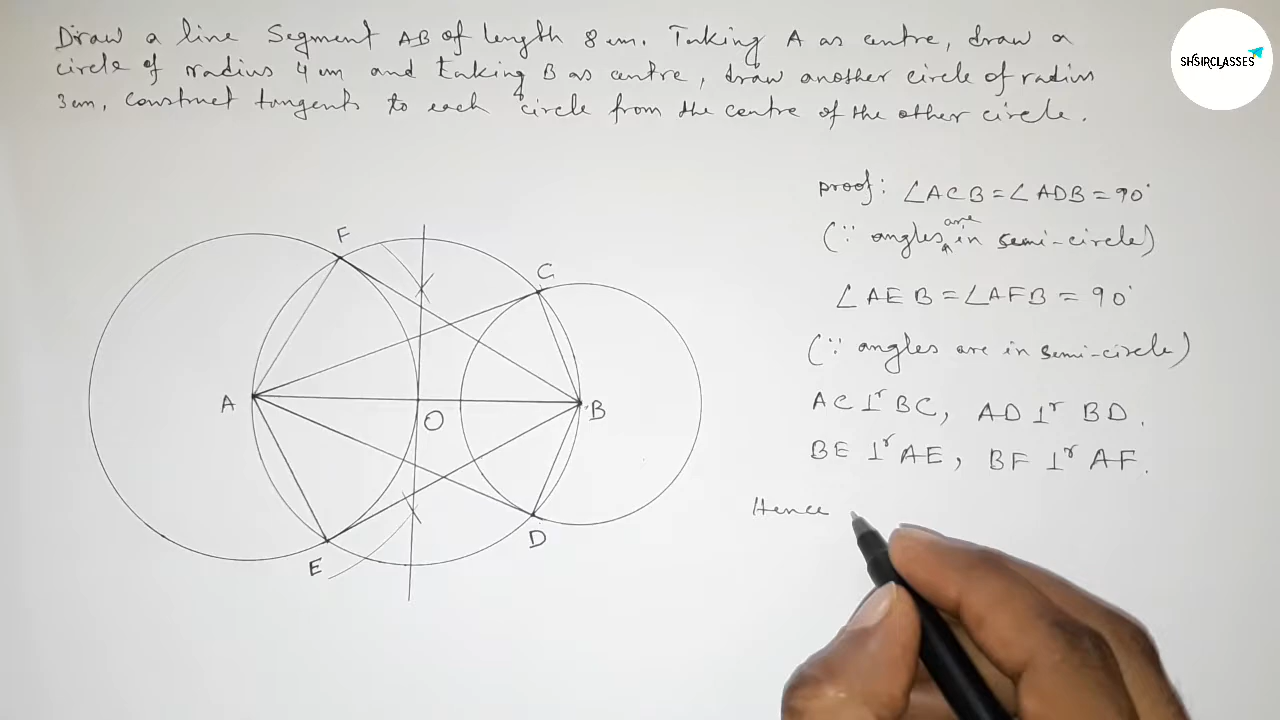 Draw a line Segment AB of length 8 cm. Taking A as centre, draw a
circle of radius 4 cm and taking B as centre, draw another circle of radius
3 cm, construct tangents to each circle from the centre of the other circle.
SHSIRCLASSES
proof: ∠ACB = ∠ADB = 90°
(∵ angles are in semi-circle)
∠AEB = ∠AFB = 90°
(∵ angles are in semi-circle)
AC ⊥r BC, AD ⊥r BD.
BE ⊥r AE, BF ⊥r AF.
Hence
F
C
A
O
B
D
E